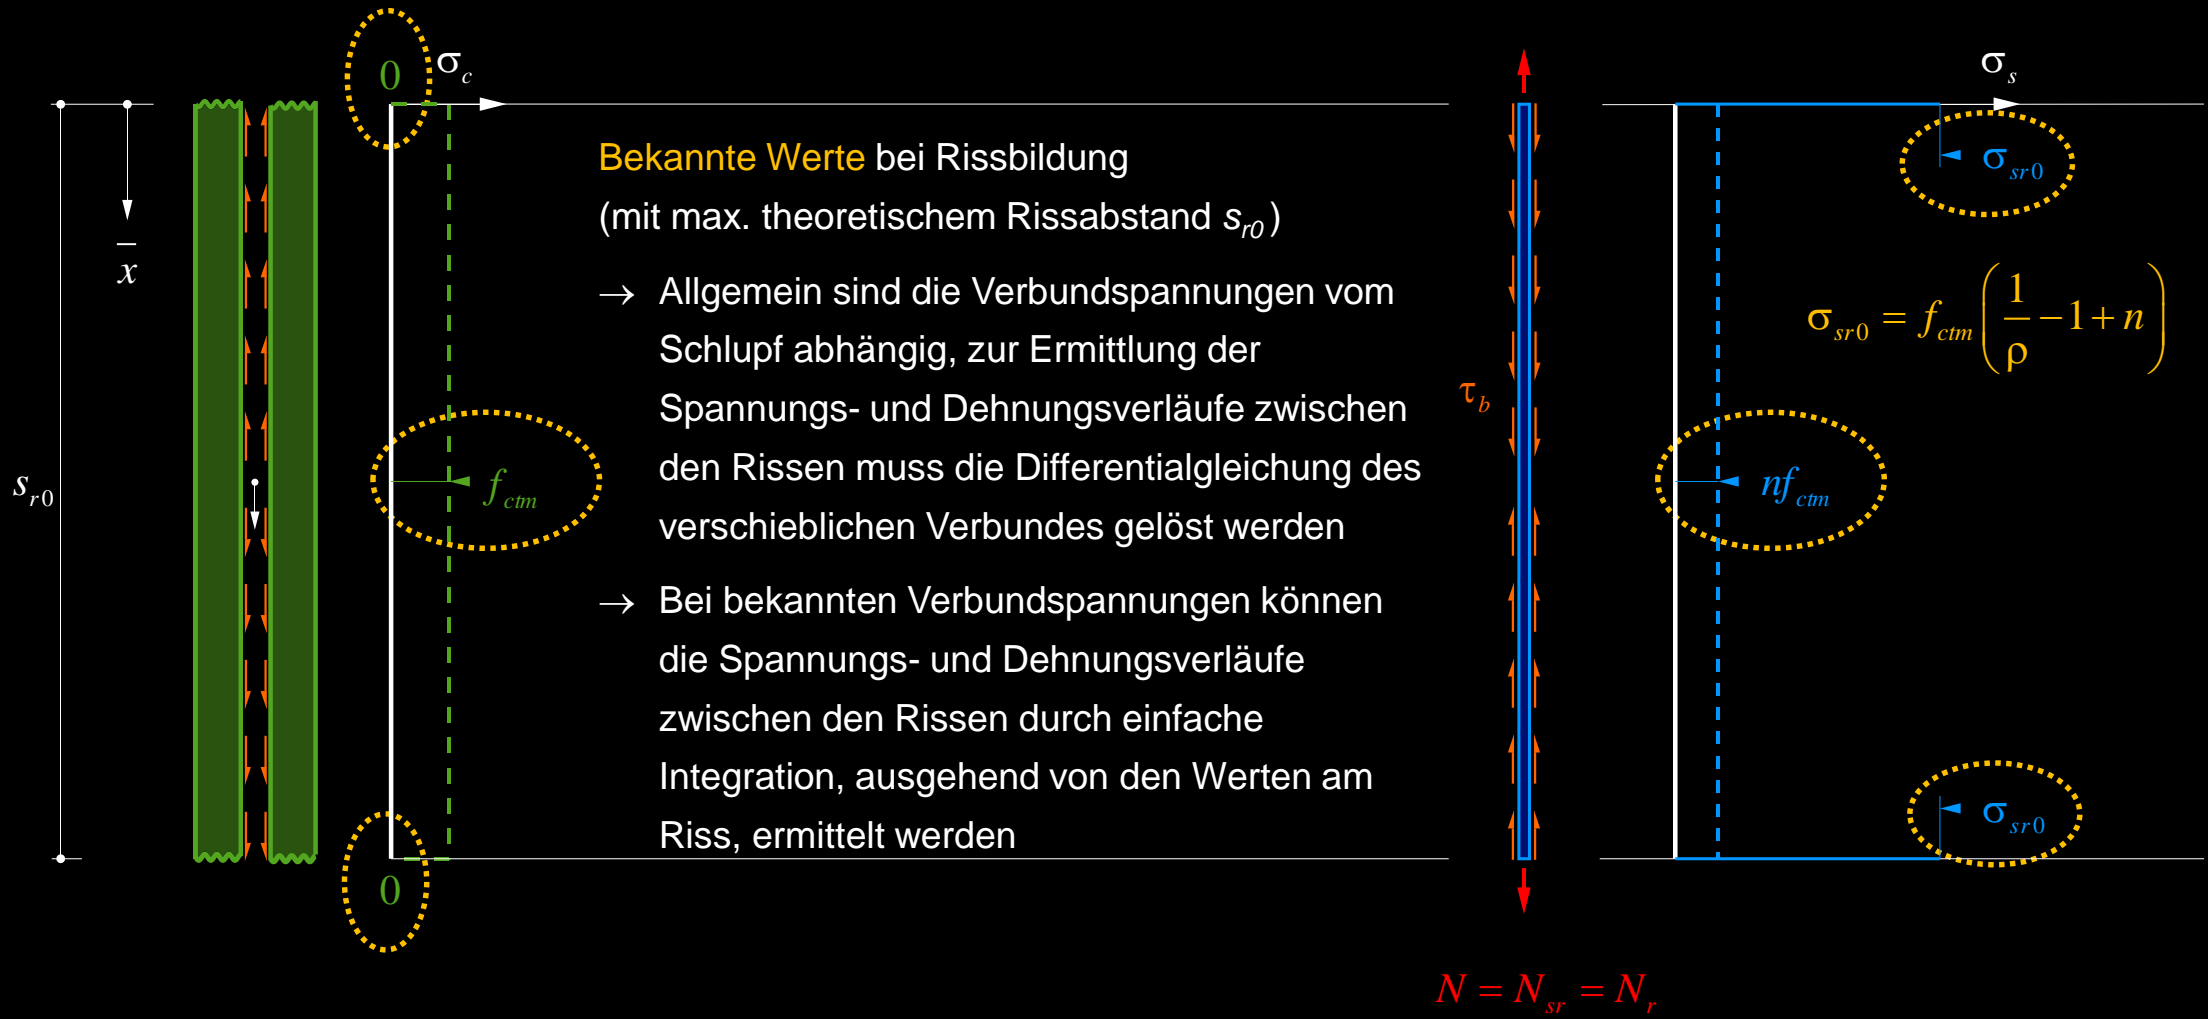 0
σ_c
σ_s
Bekannte Werte bei Rissbildung
(mit max. theoretischem Rissabstand s_r0)
σ_sr0
x̄
→ Allgemein sind die Verbundspannungen vom
Schlupf abhängig, zur Ermittlung der
Spannungs- und Dehnungsverläufe zwischen
den Rissen muss die Differentialgleichung des
verschieblichen Verbundes gelöst werden
σ_sr0 = f_ctm (1/ρ − 1 + n)
τ_b
s_r0
f_ctm
nf_ctm
→ Bei bekannten Verbundspannungen können
die Spannungs- und Dehnungsverläufe
zwischen den Rissen durch einfache
Integration, ausgehend von den Werten am
Riss, ermittelt werden
σ_sr0
0
N = N_sr = N_r